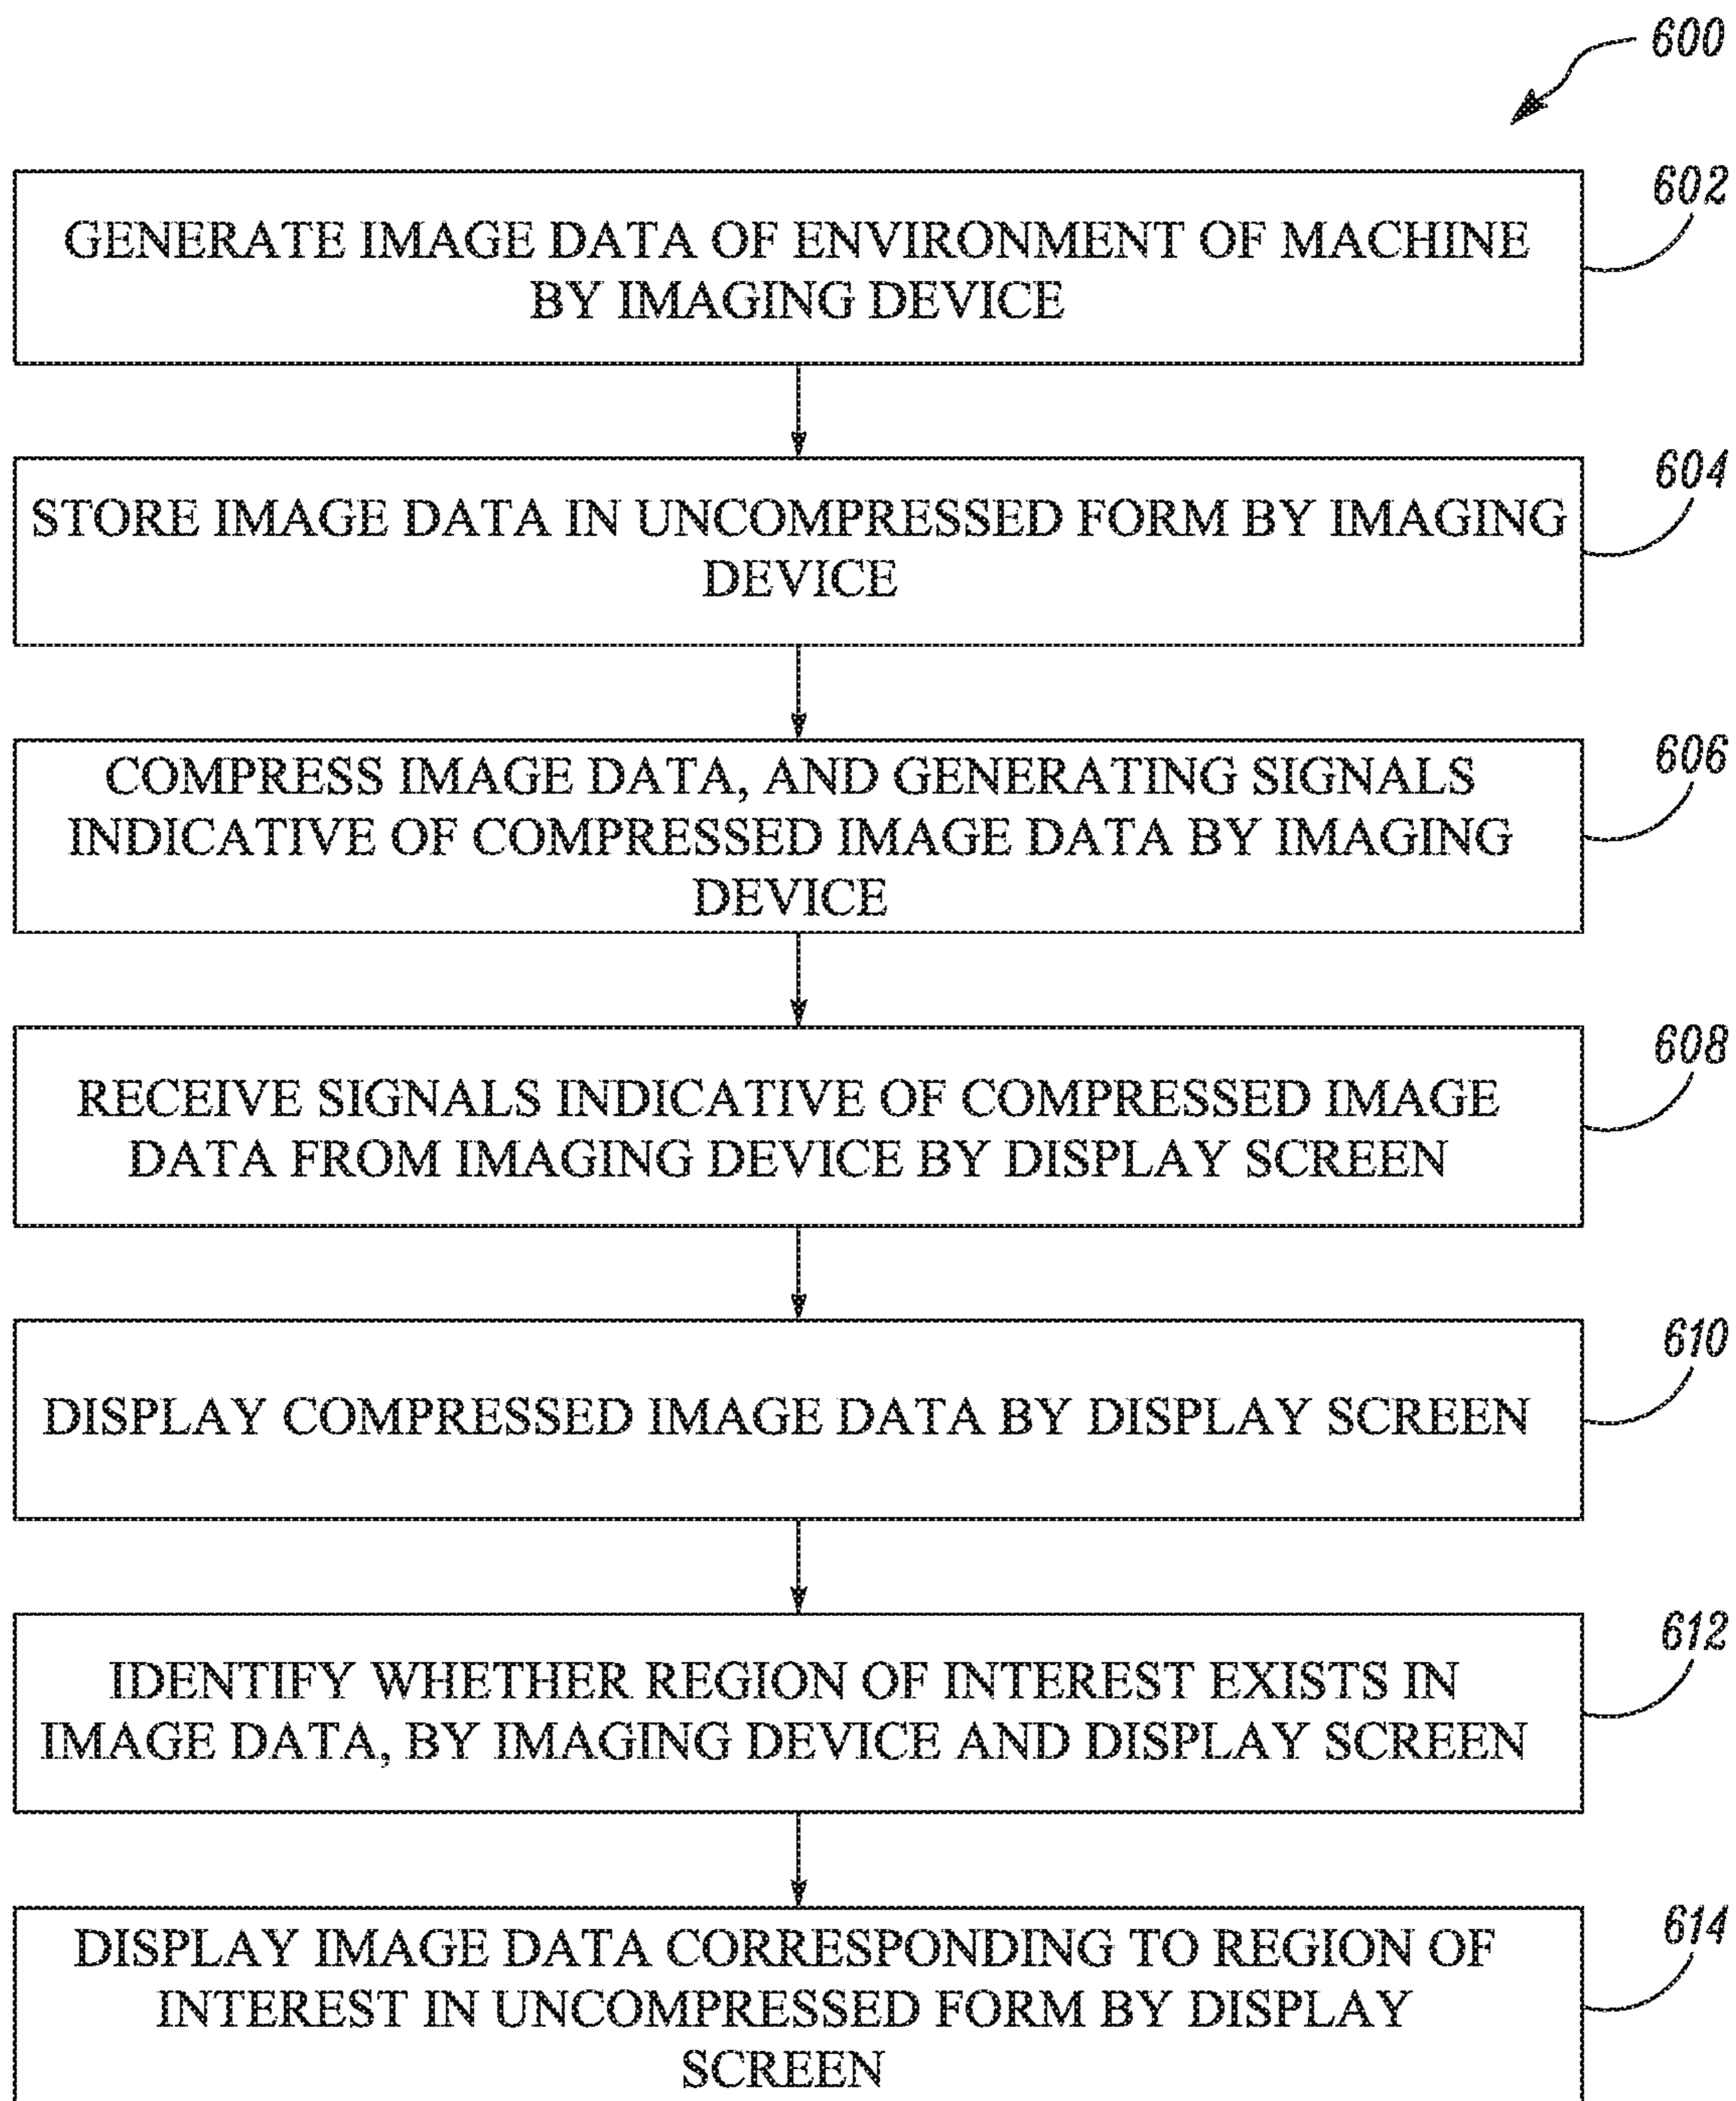 600
602
GENERATE IMAGE DATA OF ENVIRONMENT OF MACHINE
BY IMAGING DEVICE
604
STORE IMAGE DATA IN UNCOMPRESSED FORM BY IMAGING
DEVICE
606
COMPRESS IMAGE DATA, AND GENERATING SIGNALS
INDICATIVE OF COMPRESSED IMAGE DATA BY IMAGING
DEVICE
608
RECEIVE SIGNALS INDICATIVE OF COMPRESSED IMAGE
DATA FROM IMAGING DEVICE BY DISPLAY SCREEN
610
DISPLAY COMPRESSED IMAGE DATA BY DISPLAY SCREEN
612
IDENTIFY WHETHER REGION OF INTEREST EXISTS IN
IMAGE DATA, BY IMAGING DEVICE AND DISPLAY SCREEN
614
DISPLAY IMAGE DATA CORRESPONDING TO REGION OF
INTEREST IN UNCOMPRESSED FORM BY DISPLAY
SCREEN